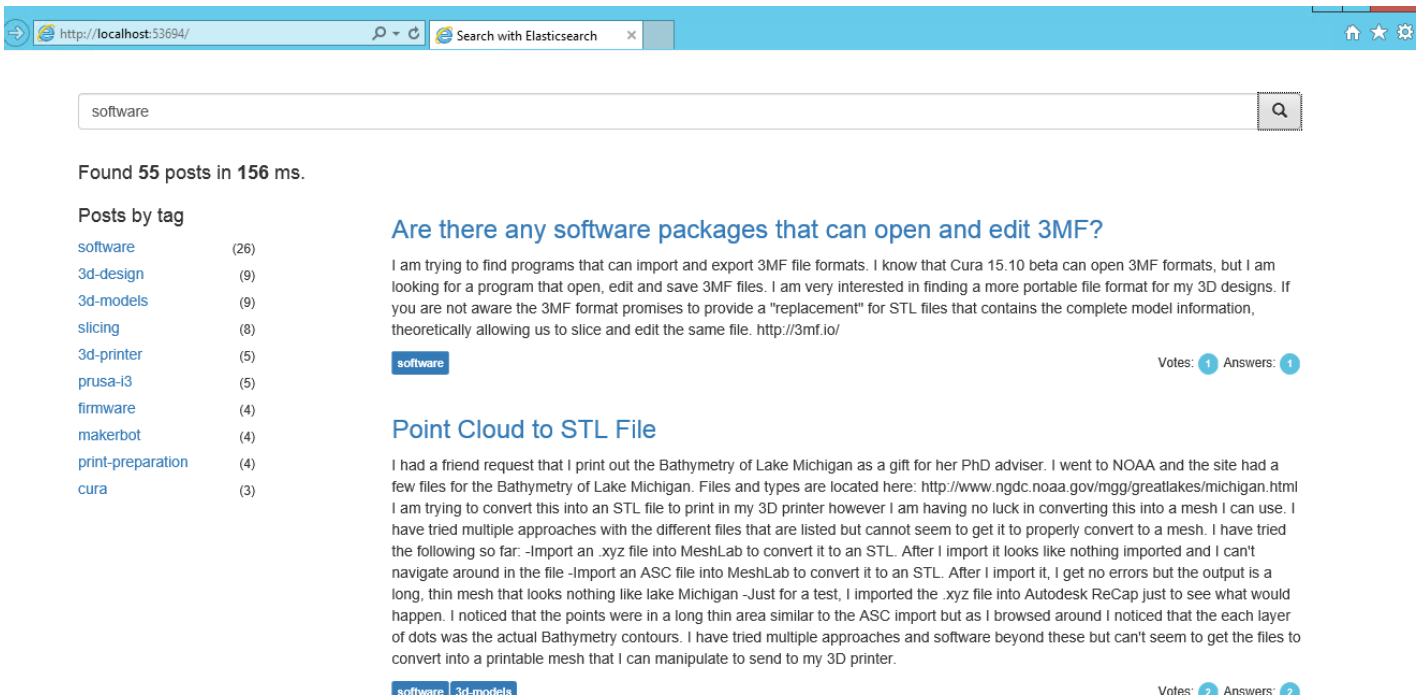 http://localhost:53694/
Search with Elasticsearch
software
Found 55 posts in 156 ms.
Posts by tag
software (26)
3d-design (9)
3d-models (9)
slicing (8)
3d-printer (5)
prusa-i3 (5)
firmware (4)
makerbot (4)
print-preparation (4)
cura (3)
Are there any software packages that can open and edit 3MF?
I am trying to find programs that can import and export 3MF file formats. I know that Cura 15.10 beta can open 3MF formats, but I am
looking for a program that open, edit and save 3MF files. I am very interested in finding a more portable file format for my 3D designs. If
you are not aware the 3MF format promises to provide a "replacement" for STL files that contains the complete model information,
theoretically allowing us to slice and edit the same file. http://3mf.io/
software Votes: 1 Answers: 1
Point Cloud to STL File
I had a friend request that I print out the Bathymetry of Lake Michigan as a gift for her PhD adviser. I went to NOAA and the site had a
few files for the Bathymetry of Lake Michigan. Files and types are located here: http://www.ngdc.noaa.gov/mgg/greatlakes/michigan.html
I am trying to convert this into an STL file to print in my 3D printer however I am having no luck in converting this into a mesh I can use. I
have tried multiple approaches with the different files that are listed but cannot seem to get it to properly convert to a mesh. I have tried
the following so far: -Import an .xyz file into MeshLab to convert it to an STL. After I import it looks like nothing imported and I can't
navigate around in the file -Import an ASC file into MeshLab to convert it to an STL. After I import it, I get no errors but the output is a
long, thin mesh that looks nothing like lake Michigan -Just for a test, I imported the .xyz file into Autodesk ReCap just to see what would
happen. I noticed that the points were in a long thin area similar to the ASC import but as I browsed around I noticed that the each layer
of dots was the actual Bathymetry contours. I have tried multiple approaches and software beyond these but can't seem to get the files to
convert into a printable mesh that I can manipulate to send to my 3D printer.
software 3d-models Votes: 2 Answers: 2